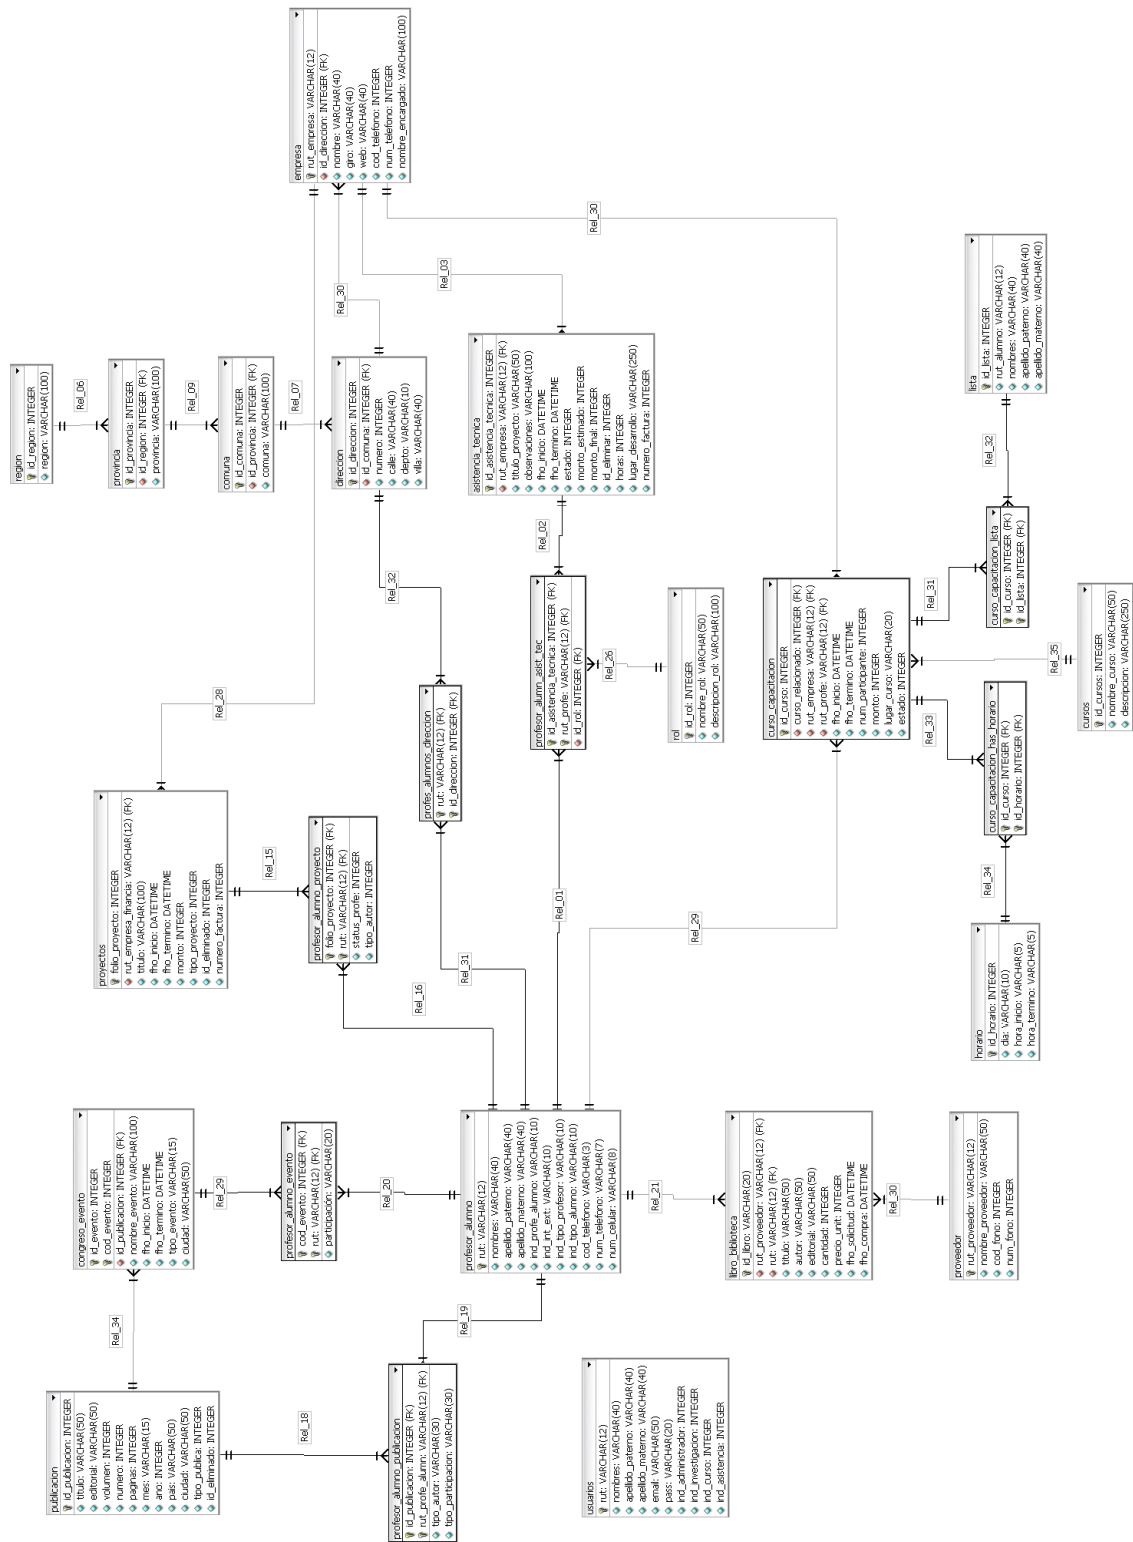 publicacion
id_publicacion: INTEGER
titulo: VARCHAR(50)
editorial: VARCHAR(50)
volumen: INTEGER
numero: INTEGER
paginas: INTEGER
mes: VARCHAR(15)
ano: INTEGER
pais: VARCHAR(50)
ciudad: VARCHAR(50)
tipo_publica: INTEGER
id_eliminado: INTEGER
Rel_34
congreso_evento
id_evento: INTEGER
cod_evento: INTEGER
id_publicacion: INTEGER (FK)
nombre_evento: VARCHAR(100)
fho_inicio: DATETIME
fho_termino: DATETIME
tipo_evento: VARCHAR(15)
ciudad: VARCHAR(50)
proyectos
folio_proyecto: INTEGER
rut_empresa_financia: VARCHAR(12) (FK)
titulo: VARCHAR(100)
fho_inicio: DATETIME
fho_termino: DATETIME
monto: INTEGER
tipo_proyecto: INTEGER
id_eliminado: INTEGER
numero_factura: INTEGER
Rel_28
region
id_region: INTEGER
region: VARCHAR(100)
Rel_06
provincia
id_provincia: INTEGER
id_region: INTEGER (FK)
provincia: VARCHAR(100)
Rel_09
comuna
id_comuna: INTEGER
id_provincia: INTEGER (FK)
comuna: VARCHAR(100)
Rel_07
direccion
id_direccion: INTEGER
id_comuna: INTEGER (FK)
numero: INTEGER
calle: VARCHAR(40)
depto: VARCHAR(10)
villa: VARCHAR(40)
Rel_30
empresa
rut_empresa: VARCHAR(12)
id_direccion: INTEGER (FK)
nombre: VARCHAR(40)
giro: VARCHAR(40)
web: VARCHAR(40)
cod_telefono: INTEGER
num_telefono: INTEGER
nombre_encargado: VARCHAR(100)
Rel_18
Rel_29
Rel_15
profesor_alumno_evento
cod_evento: INTEGER (FK)
rut: VARCHAR(12) (FK)
participacion: VARCHAR(20)
profesor_alumno_proyecto
folio_proyecto: INTEGER (FK)
rut: VARCHAR(12) (FK)
status_profe: INTEGER
tipo_autor: INTEGER
Rel_20
Rel_16
Rel_32
Rel_03
profesor_alumno_publicacion
id_publicacion: INTEGER (FK)
rut_profe_alumn: VARCHAR(12) (FK)
tipo_autor: VARCHAR(30)
tipo_participacion: VARCHAR(30)
Rel_19
Rel_31
profes_alumnos_direccion
rut: VARCHAR(12) (FK)
id_direccion: INTEGER (FK)
profesor_alumno
rut: VARCHAR(12)
nombres: VARCHAR(40)
apellido_paterno: VARCHAR(40)
apellido_materno: VARCHAR(40)
ind_profe_alumno: VARCHAR(10)
ind_int_ext: VARCHAR(10)
ind_tipo_profesor: VARCHAR(10)
ind_tipo_alumno: VARCHAR(10)
cod_telefono: VARCHAR(3)
num_telefono: VARCHAR(7)
num_celular: VARCHAR(8)
asistencia_tecnica
id_asistencia_tecnica: INTEGER
rut_empresa: VARCHAR(12) (FK)
titulo_proyecto: VARCHAR(50)
observaciones: VARCHAR(100)
fho_inicio: DATETIME
fho_termino: DATETIME
estado: INTEGER
monto_estimado: INTEGER
monto_final: INTEGER
id_eliminar: INTEGER
horas: INTEGER
lugar_desarrollo: VARCHAR(250)
numero_factura: INTEGER
Rel_02
Rel_01
profesor_alumn_asist_tec
id_asistencia_tecnica: INTEGER (FK)
rut_profe: VARCHAR(12) (FK)
id_rol: INTEGER (FK)
Rel_26
Rel_30
usuarios
rut: VARCHAR(12)
nombres: VARCHAR(40)
apellido_paterno: VARCHAR(40)
apellido_materno: VARCHAR(40)
email: VARCHAR(50)
pass: VARCHAR(20)
ind_administrador: INTEGER
ind_investigacion: INTEGER
ind_curso: INTEGER
ind_asistencia: INTEGER
Rel_21
Rel_29
rol
id_rol: INTEGER
nombre_rol: VARCHAR(50)
descripcion_rol: VARCHAR(100)
libro_biblioteca
id_libro: VARCHAR(20)
rut_proveedor: VARCHAR(12) (FK)
rut: VARCHAR(12) (FK)
titulo: VARCHAR(50)
autor: VARCHAR(50)
editorial: VARCHAR(50)
cantidad: INTEGER
precio_unit: INTEGER
fho_solicitud: DATETIME
fho_compra: DATETIME
Rel_30
curso_capacitacion
id_curso: INTEGER
curso_relacionado: INTEGER (FK)
rut_empresa: VARCHAR(12) (FK)
rut_profe: VARCHAR(12) (FK)
fho_inicio: DATETIME
fho_termino: DATETIME
num_participante: INTEGER
monto: INTEGER
lugar_curso: VARCHAR(20)
estado: INTEGER
Rel_33
Rel_31
proveedor
rut_proveedor: VARCHAR(12)
nombre_proveedor: VARCHAR(50)
cod_fono: INTEGER
num_fono: INTEGER
horario
id_horario: INTEGER
dia: VARCHAR(10)
hora_inicio: VARCHAR(5)
hora_termino: VARCHAR(5)
Rel_34
curso_capacitacion_has_horario
id_curso: INTEGER (FK)
id_horario: INTEGER (FK)
curso_capacitacion_lista
id_curso: INTEGER (FK)
id_lista: INTEGER (FK)
Rel_32
lista
id_lista: INTEGER
rut_alumno: VARCHAR(12)
nombres: VARCHAR(40)
apellido_paterno: VARCHAR(40)
apellido_materno: VARCHAR(40)
Rel_35
cursos
id_cursos: INTEGER
nombre_curso: VARCHAR(50)
descripcion: VARCHAR(250)